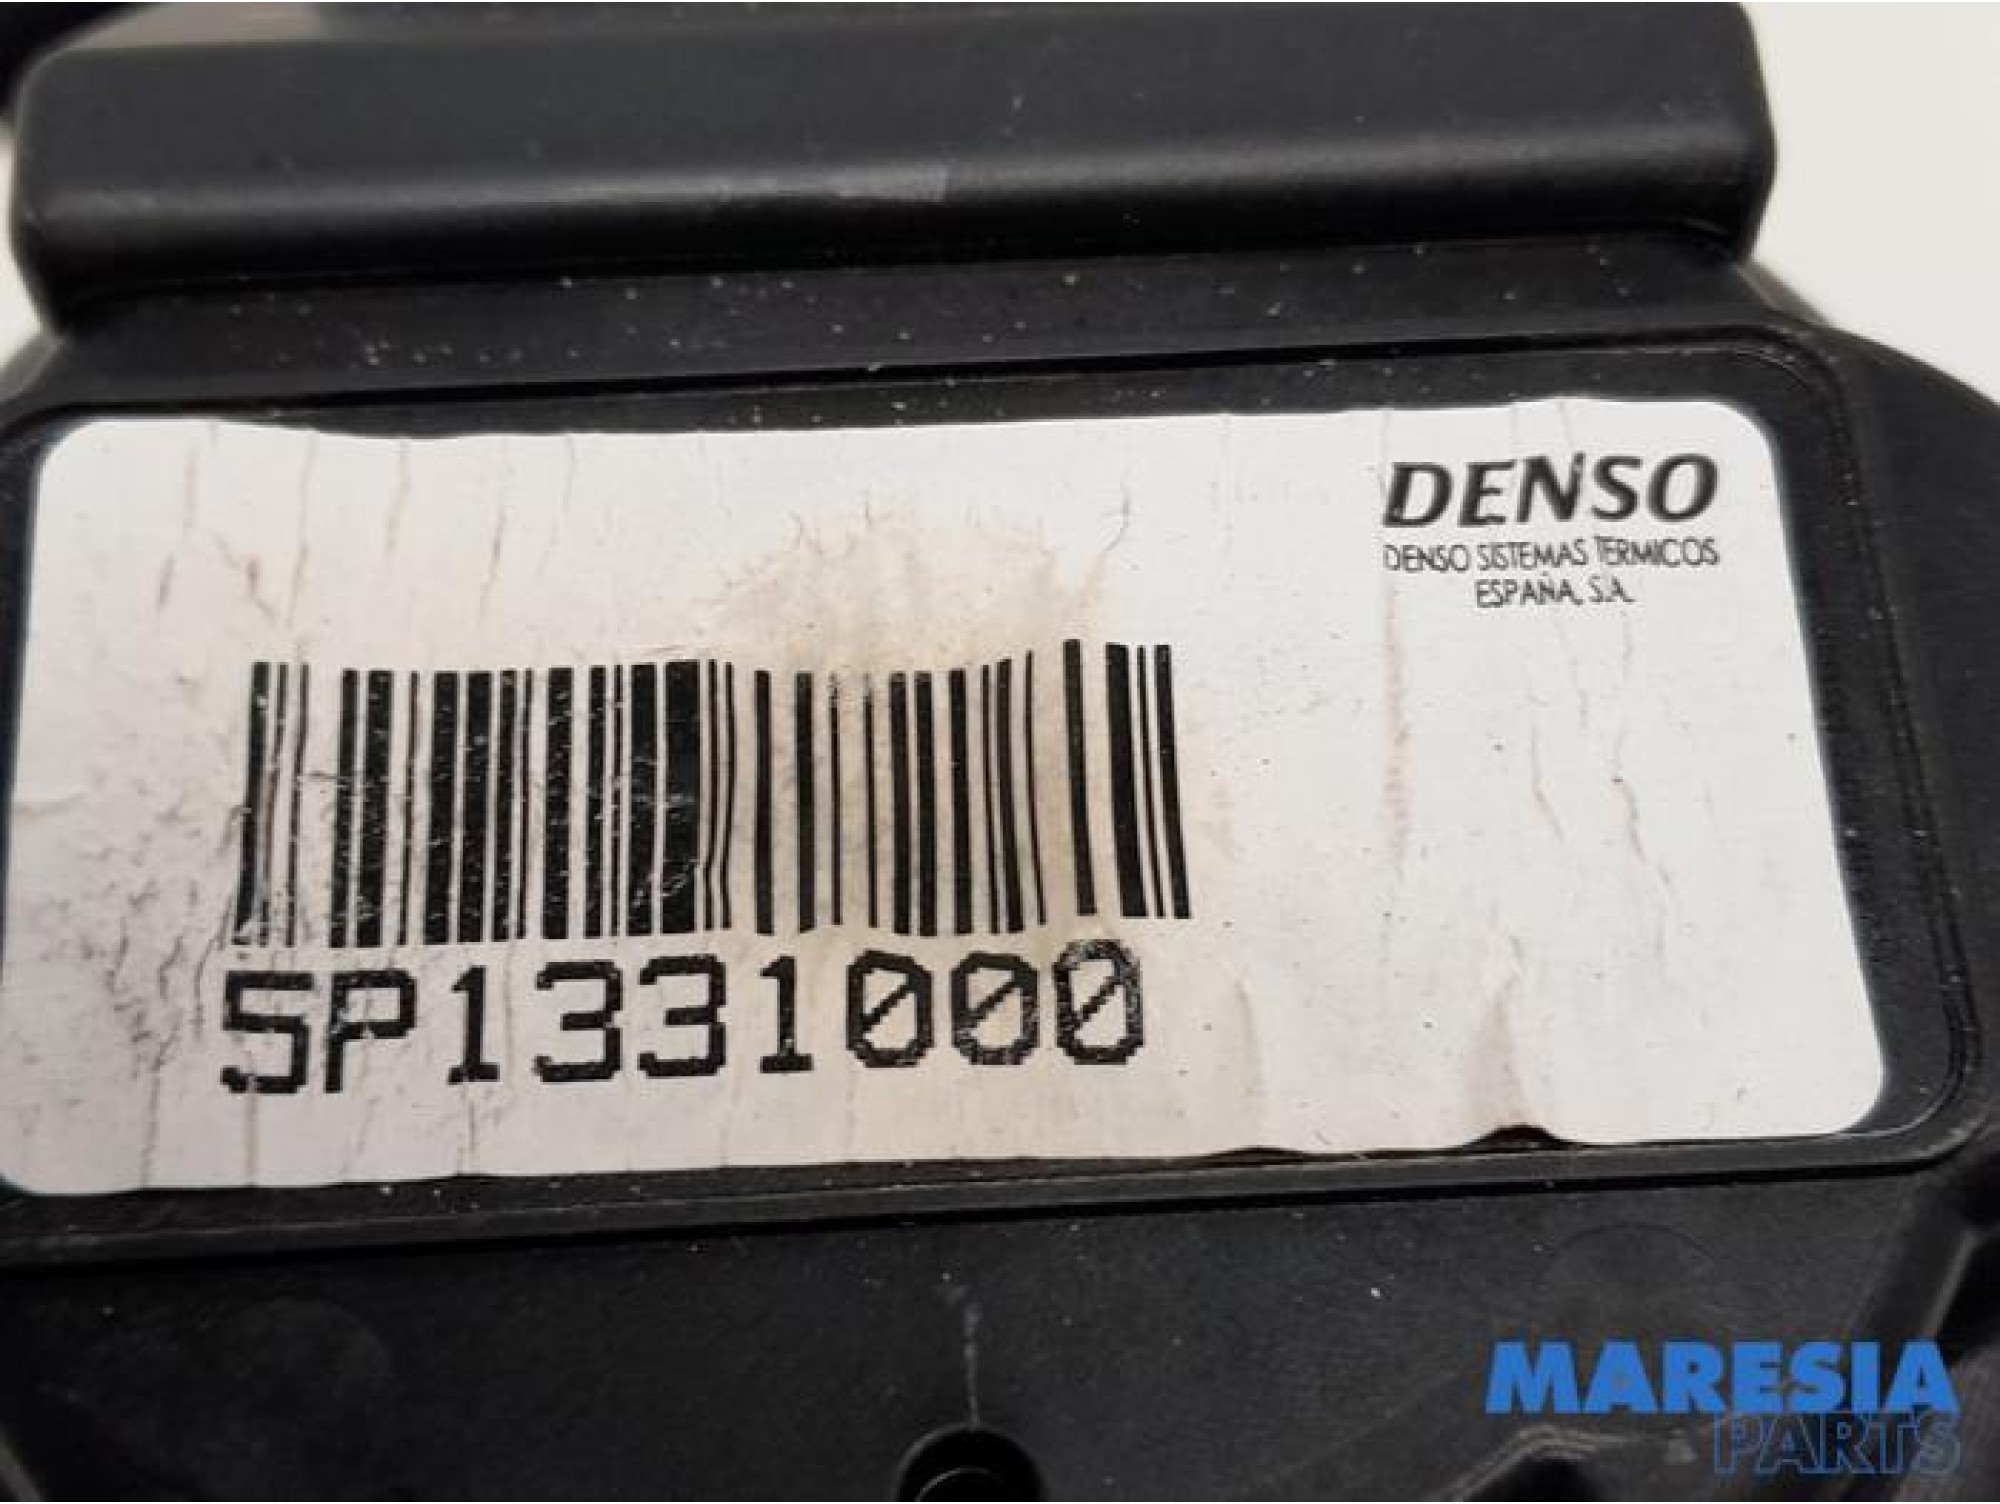 DENSO
DENSO SISTEMAS TERMICOS
ESPAÑA, S.A.
5P1331000
MARESIA
PARTS